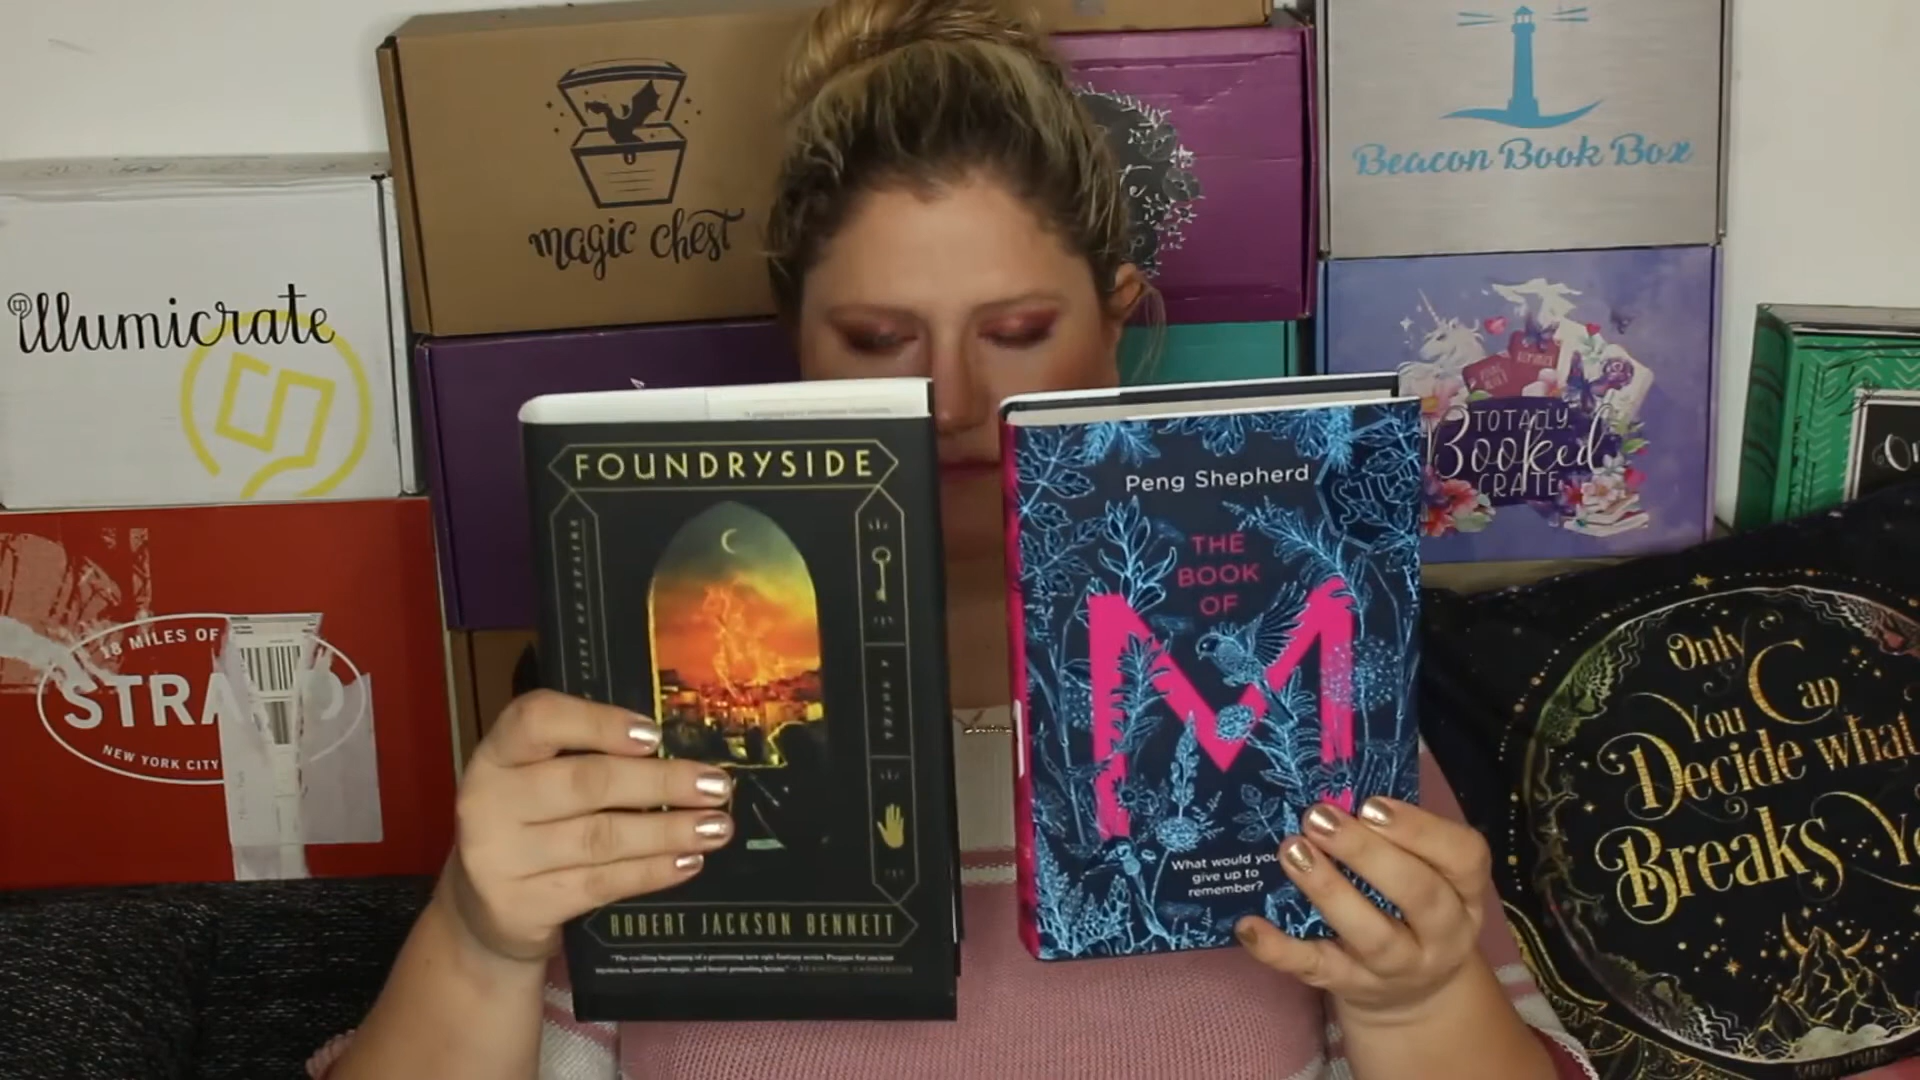 illumicrate
magic chest
Beacon Book Box
TOTALLY
Booked
CRATE
18 MILES OF
STRA
NEW YORK CITY
FOUNDRYSIDE
A NOVEL
ROBERT JACKSON BENNETT
Peng Shepherd
THE
BOOK
OF
M
What would you
give up to
remember?
Only
You Can
Decide what
Breaks Yo